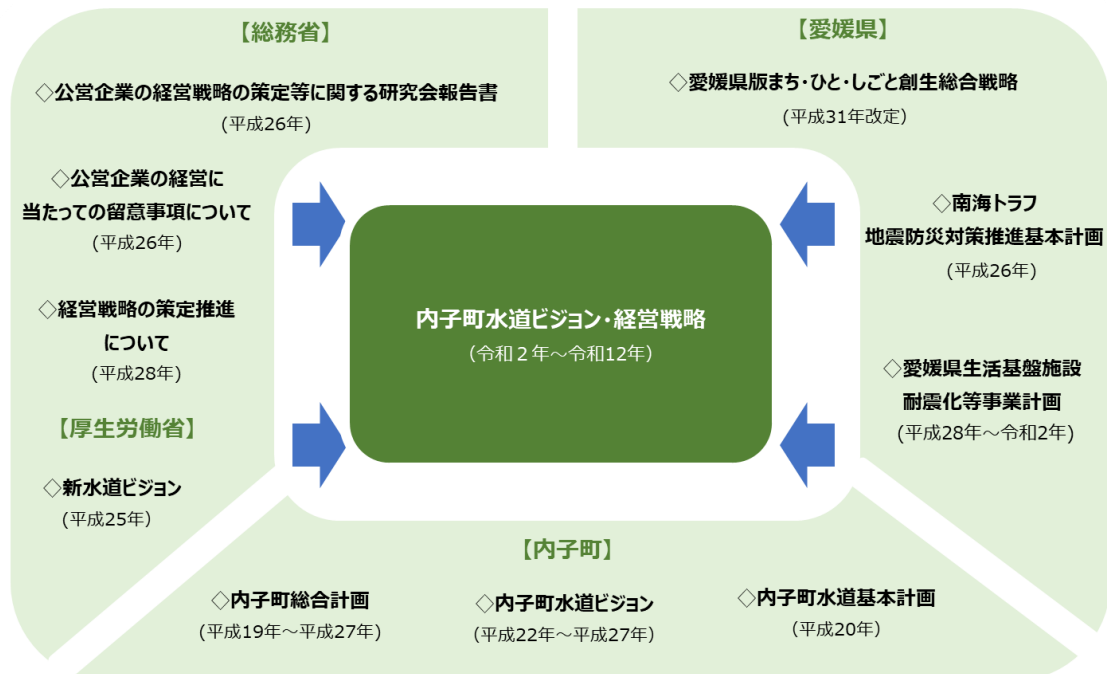 【総務省】
◇公営企業の経営戦略の策定等に関する研究会報告書
(平成26年)
◇公営企業の経営に
当たっての留意事項について
(平成26年)
◇経営戦略の策定推進
について
(平成28年)
【厚生労働省】
◇新水道ビジョン
(平成25年)
【愛媛県】
◇愛媛県版まち・ひと・しごと創生総合戦略
(平成31年改定)
◇南海トラフ
地震防災対策推進基本計画
(平成26年)
◇愛媛県生活基盤施設
耐震化等事業計画
(平成28年～令和2年)
内子町水道ビジョン・経営戦略
(令和２年～令和12年)
【内子町】
◇内子町総合計画
(平成19年～平成27年)
◇内子町水道ビジョン
(平成22年～平成27年)
◇内子町水道基本計画
(平成20年)